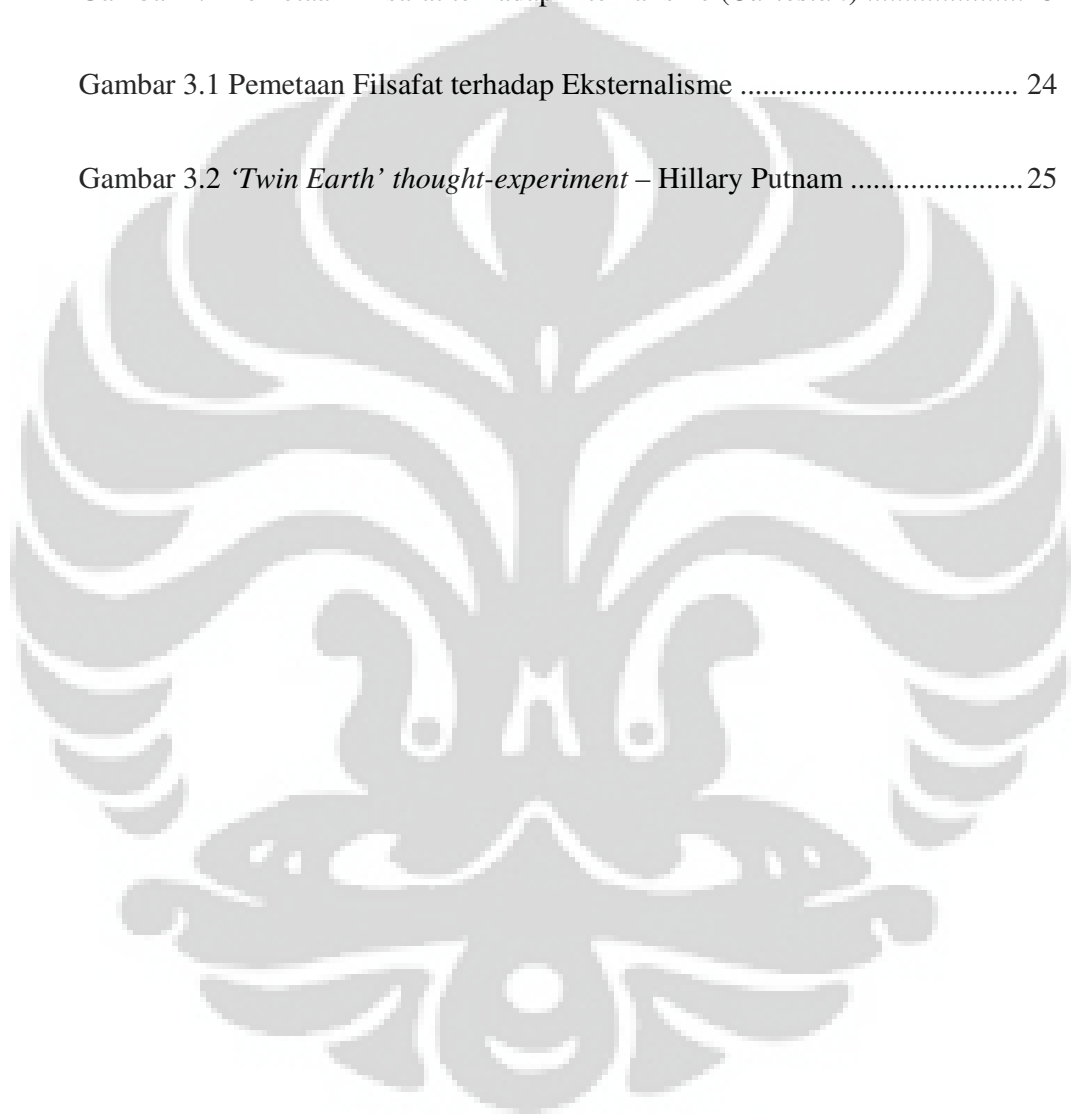 Gambar 3.1 Pemetaan Filsafat terhadap Eksternalisme .................................. 24
Gambar 3.2 ‘Twin Earth’ thought-experiment – Hillary Putnam ...................... 25